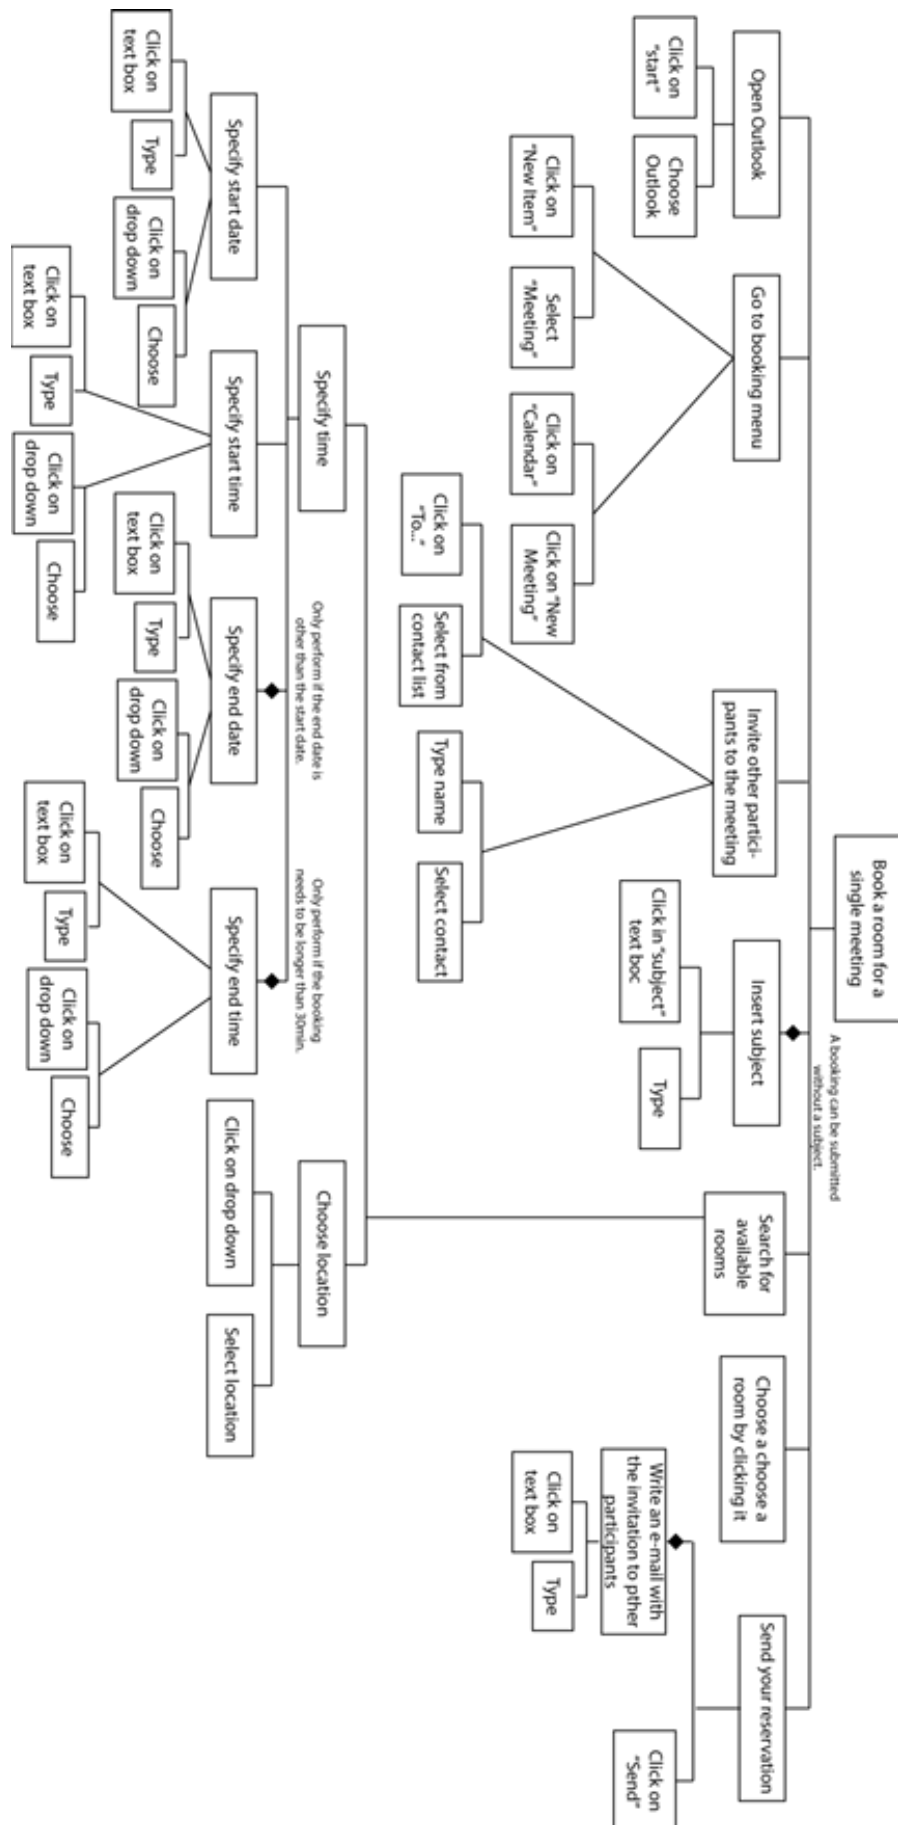 Book a room for a
single meeting
A booking can be submitted
without a subject.
Open Outlook
Click on
"start"
Choose
Outlook
Go to booking menu
Click on
"New Item"
Select
"Meeting"
Click on
"Calendar"
Click on "New
Meeting"
Invite other partici-
pants to the meeting
Click on
"To..."
Select from
contact list
Type name
Select contact
Insert subject
Click in "subject"
text boc
Type
Search for
available
rooms
Choose a choose a
room by clicking it
Send your reservation
Write an e-mail with
the invitation to pther
participants
Click on
text box
Type
Click on
"Send"
Specify time
Specify start date
Click on
text box
Type
Click on
drop down
Choose
Specify start time
Click on
text box
Type
Click on
drop down
Choose
Only perform if the end date is
other than the start date.
Specify end date
Click on
text box
Type
Click on
drop down
Choose
Only perform if the booking
needs to be longer than 30min.
Specify end time
Click on
text box
Type
Click on
drop down
Choose
Choose location
Click on drop down
Select location